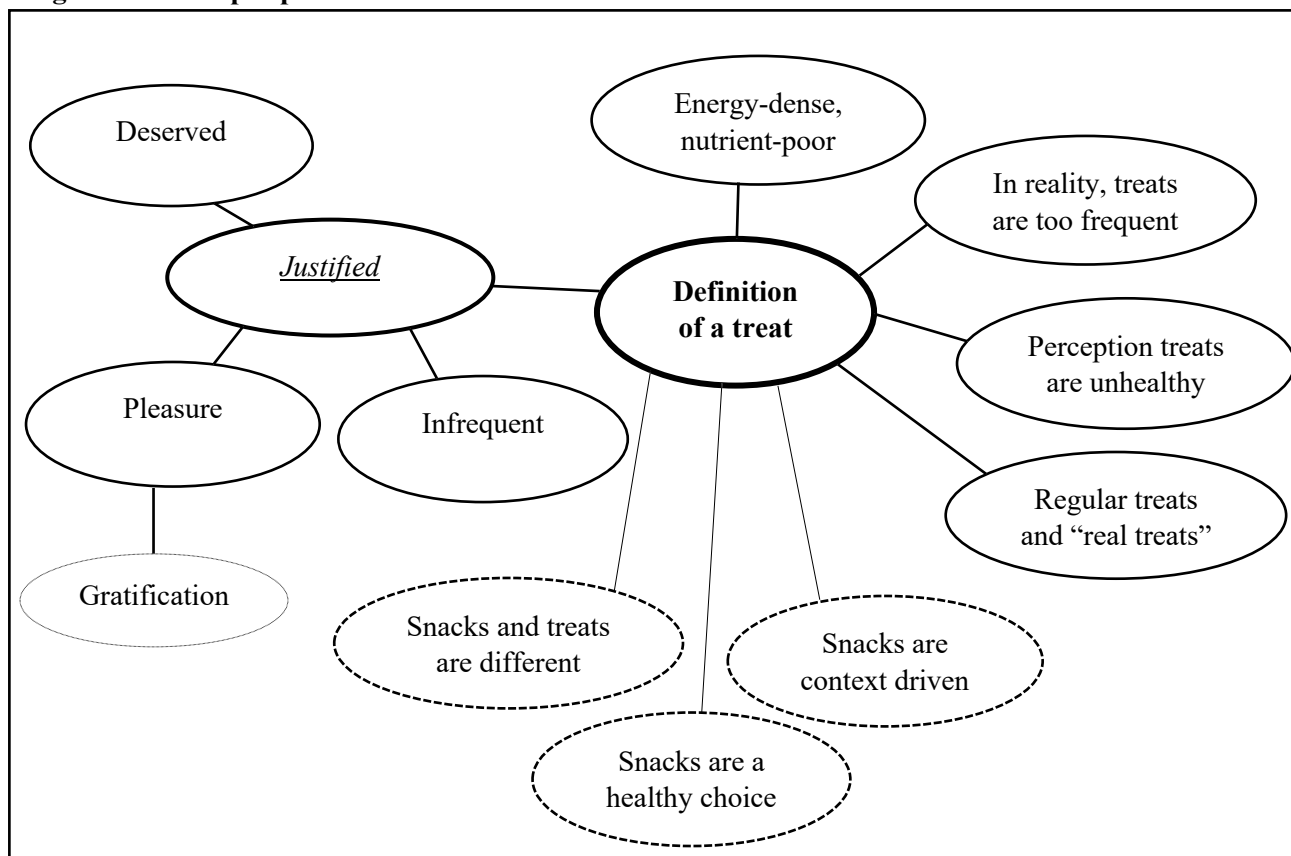 Energy-dense,
nutrient-poor
Deserved
In reality, treats
are too frequent
Justified
Definition
of a treat
Perception treats
are unhealthy
Pleasure
Infrequent
Regular treats
and “real treats”
Gratification
Snacks and treats
are different
Snacks are
context driven
Snacks are a
healthy choice